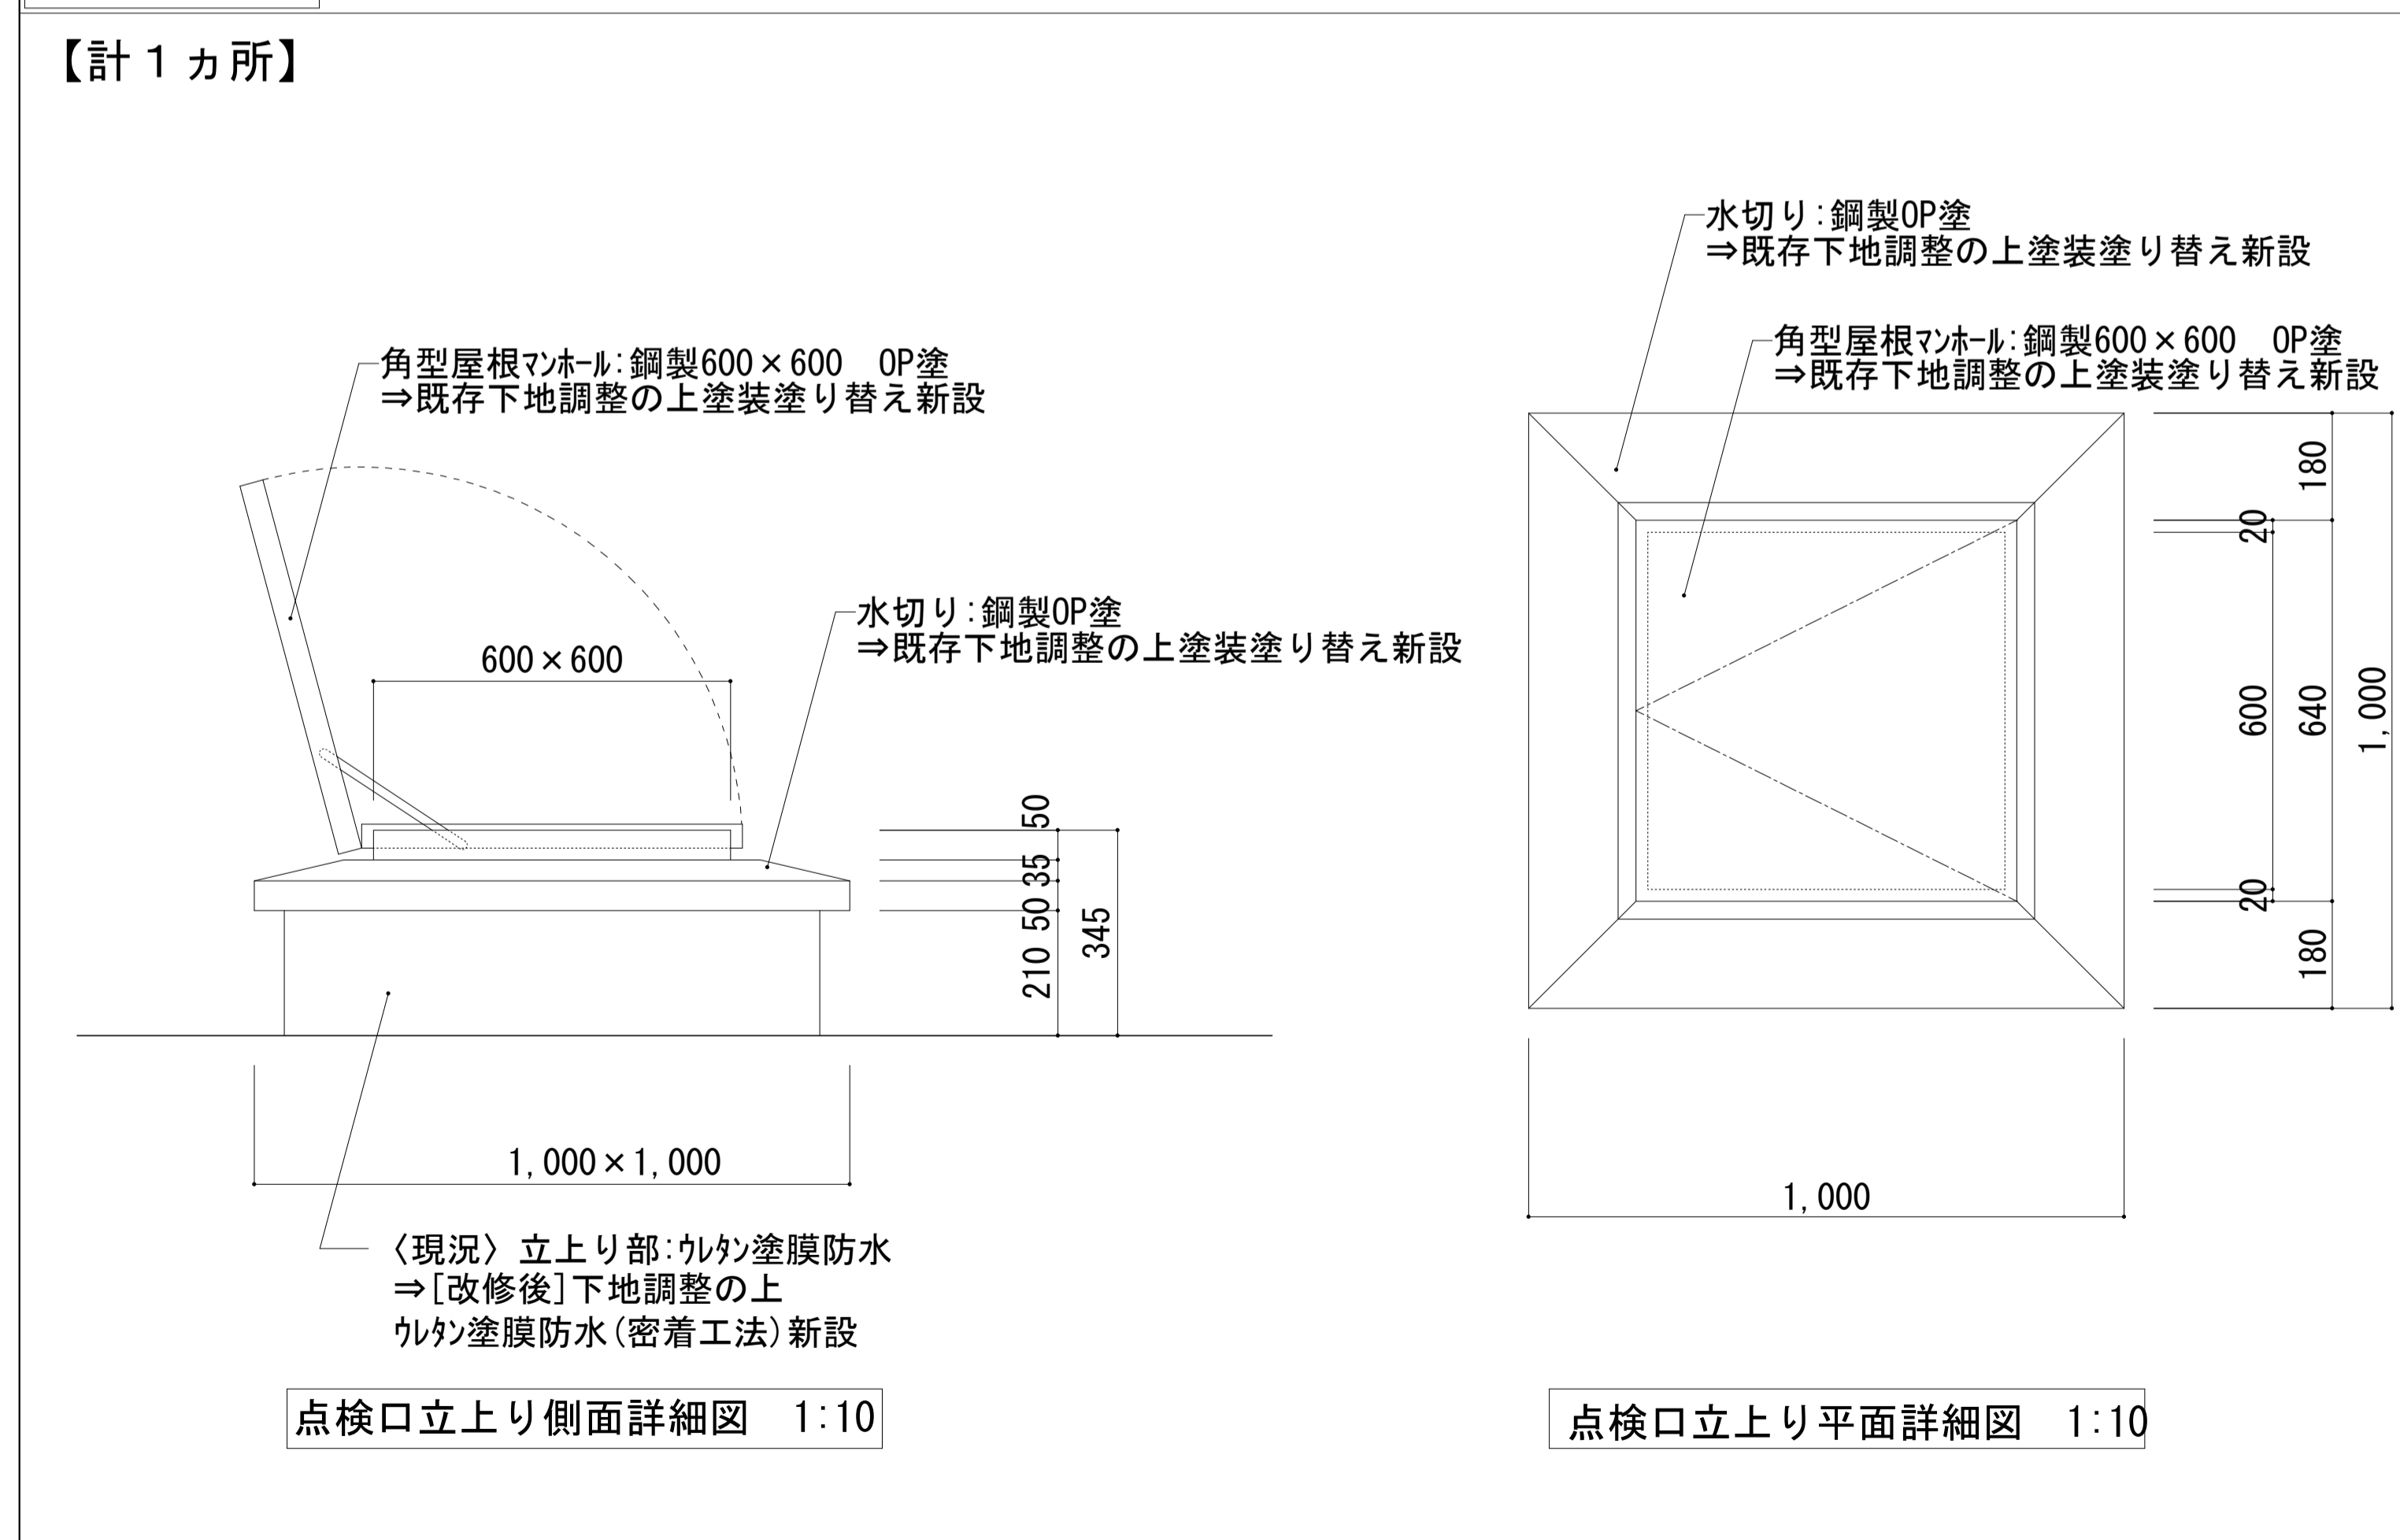 【計１ヵ所】
角型屋根ﾏﾝﾎｰﾙ:鋼製600×600　OP塗
⇒既存下地調整の上塗装塗り替え新設
水切り:鋼製OP塗
⇒既存下地調整の上塗装塗り替え新設
600×600
50
35
50
210
345
1,000×1,000
〈現況〉立上り部:ｳﾚﾀﾝ塗膜防水
⇒[改修後]下地調整の上
ｳﾚﾀﾝ塗膜防水(密着工法)新設
点検口立上り側面詳細図　1:10
水切り:鋼製OP塗
⇒既存下地調整の上塗装塗り替え新設
角型屋根ﾏﾝﾎｰﾙ:鋼製600×600　OP塗
⇒既存下地調整の上塗装塗り替え新設
180
20
600
640
1,000
20
180
1,000
点検口立上り平面詳細図　1:10